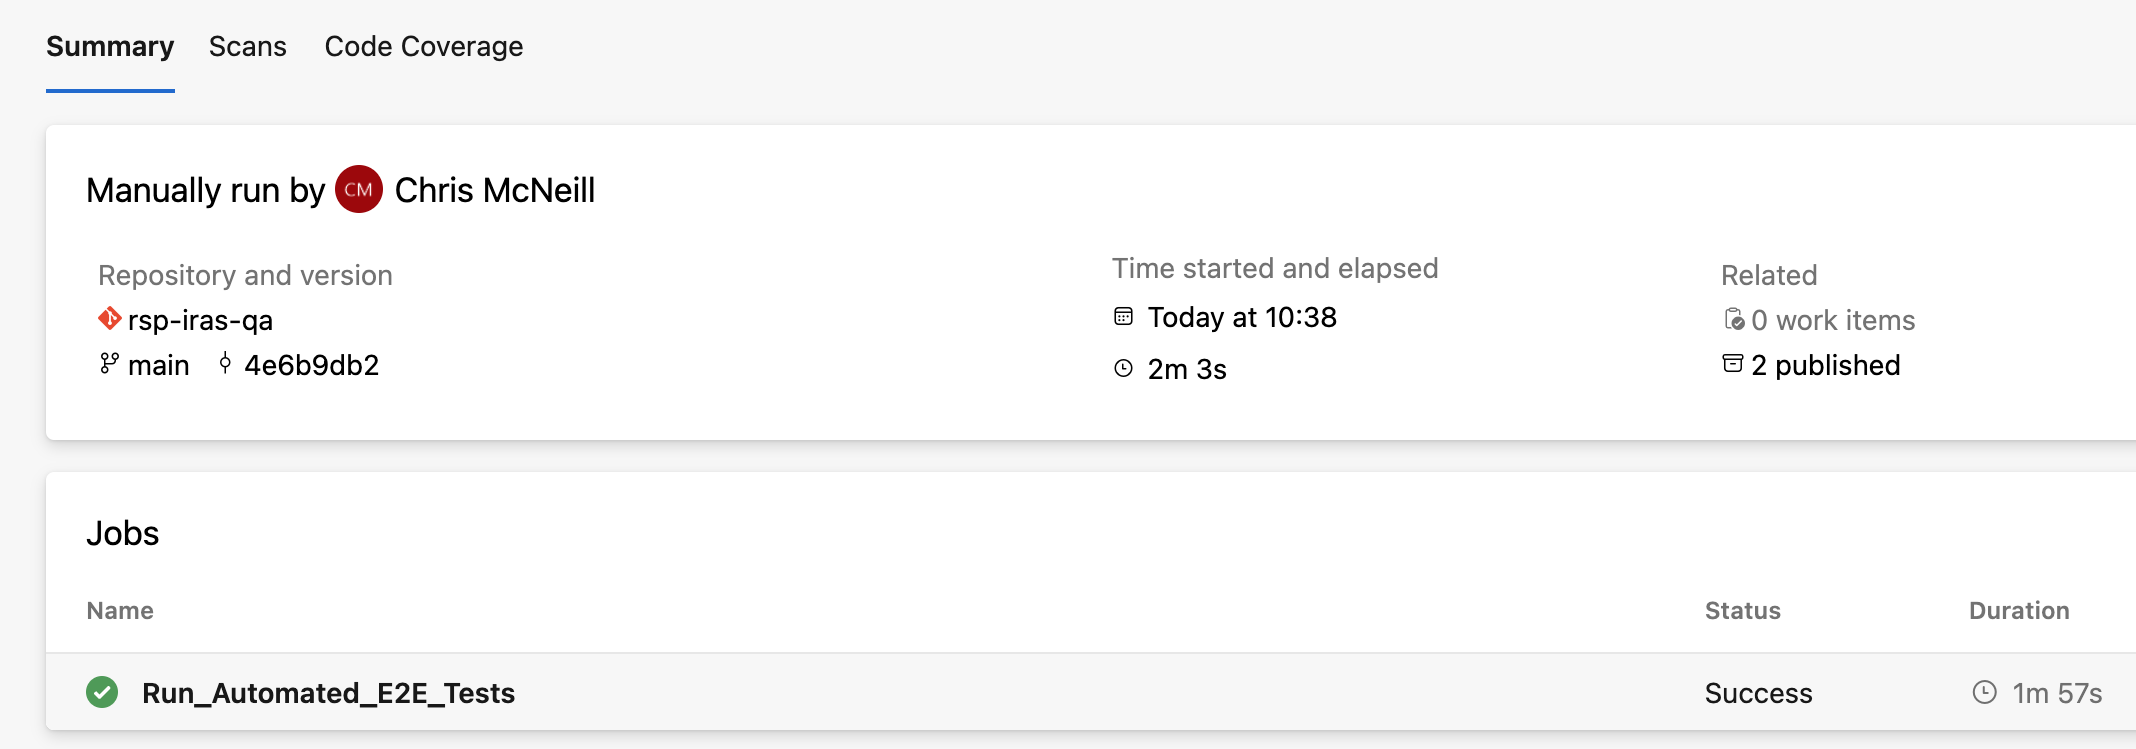 Summary Scans Code Coverage
Manually run by CM Chris McNeill
Repository and version
rsp-iras-qa
main 4e6b9db2
Time started and elapsed
Today at 10:38
2m 3s
Related
0 work items
2 published
Jobs
Name Status Duration
Run_Automated_E2E_Tests Success 1m 57s